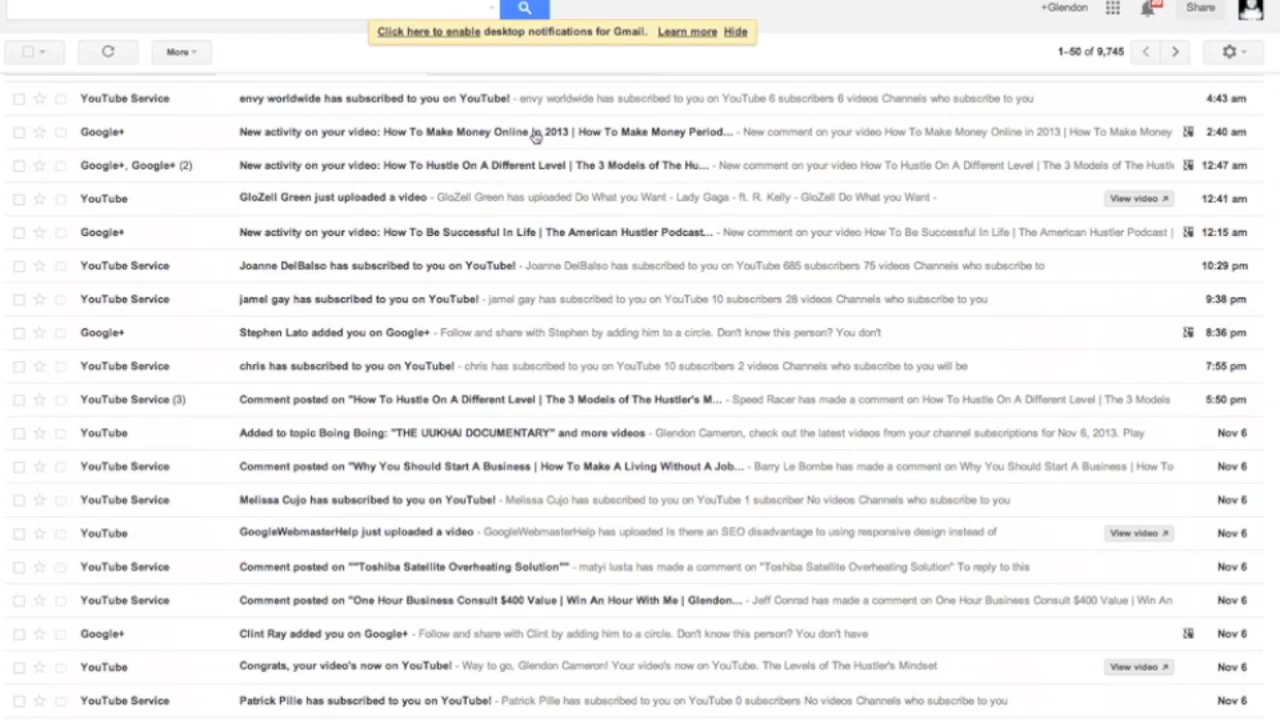 +Glendon Share
Click here to enable desktop notifications for Gmail. Learn more Hide
More 1–50 of 9,745
YouTube Service envy worldwide has subscribed to you on YouTube! - envy worldwide has subscribed to you on YouTube 6 subscribers 6 videos Channels who subscribe to you 4:43 am
Google+ New activity on your video: How To Make Money Online in 2013 | How To Make Money Period... - New comment on your video How To Make Money Online in 2013 | How To Make Money 2:40 am
Google+, Google+ (2) New activity on your video: How To Hustle On A Different Level | The 3 Models of The Hu... - New comment on your video How To Hustle On A Different Level | The 3 Models of The Hustle 12:47 am
YouTube GloZell Green just uploaded a video - GloZell Green has uploaded Do What you Want - Lady Gaga - ft. R. Kelly - GloZell Do What you Want - View video 12:41 am
Google+ New activity on your video: How To Be Successful In Life | The American Hustler Podcast... - New comment on your video How To Be Successful In Life | The American Hustler Podcast | 12:15 am
YouTube Service Joanne DelBalso has subscribed to you on YouTube! - Joanne DelBalso has subscribed to you on YouTube 685 subscribers 75 videos Channels who subscribe to 10:29 pm
YouTube Service jamel gay has subscribed to you on YouTube! - jamel gay has subscribed to you on YouTube 10 subscribers 28 videos Channels who subscribe to you 9:38 pm
Google+ Stephen Lato added you on Google+ - Follow and share with Stephen by adding him to a circle. Don't know this person? You don't 8:36 pm
YouTube Service chris has subscribed to you on YouTube! - chris has subscribed to you on YouTube 10 subscribers 2 videos Channels who subscribe to you will be 7:55 pm
YouTube Service (3) Comment posted on "How To Hustle On A Different Level | The 3 Models of The Hustler's M... - Speed Racer has made a comment on How To Hustle On A Different Level | The 3 Models 5:50 pm
YouTube Added to topic Boing Boing: "THE UUKHAI DOCUMENTARY" and more videos - Glendon Cameron, check out the latest videos from your channel subscriptions for Nov 6, 2013. Play Nov 6
YouTube Service Comment posted on "Why You Should Start A Business | How To Make A Living Without A Job... - Barry Le Bombe has made a comment on Why You Should Start A Business | How To Nov 6
YouTube Service Melissa Cujo has subscribed to you on YouTube! - Melissa Cujo has subscribed to you on YouTube 1 subscriber No videos Channels who subscribe to you Nov 6
YouTube GoogleWebmasterHelp just uploaded a video - GoogleWebmasterHelp has uploaded Is there an SEO disadvantage to using responsive design instead of View video Nov 6
YouTube Service Comment posted on ""Toshiba Satellite Overheating Solution"" - matyi lusta has made a comment on "Toshiba Satellite Overheating Solution" To reply to this Nov 6
YouTube Service Comment posted on "One Hour Business Consult $400 Value | Win An Hour With Me | Glendon... - Jeff Conrad has made a comment on One Hour Business Consult $400 Value | Win An Nov 6
Google+ Clint Ray added you on Google+ - Follow and share with Clint by adding him to a circle. Don't know this person? You don't have Nov 6
YouTube Congrats, your video's now on YouTube! - Way to go, Glendon Cameron! Your video's now on YouTube. The Levels of The Hustler's Mindset View video Nov 6
YouTube Service Patrick Pille has subscribed to you on YouTube! - Patrick Pille has subscribed to you on YouTube 0 subscribers No videos Channels who subscribe to you Nov 6